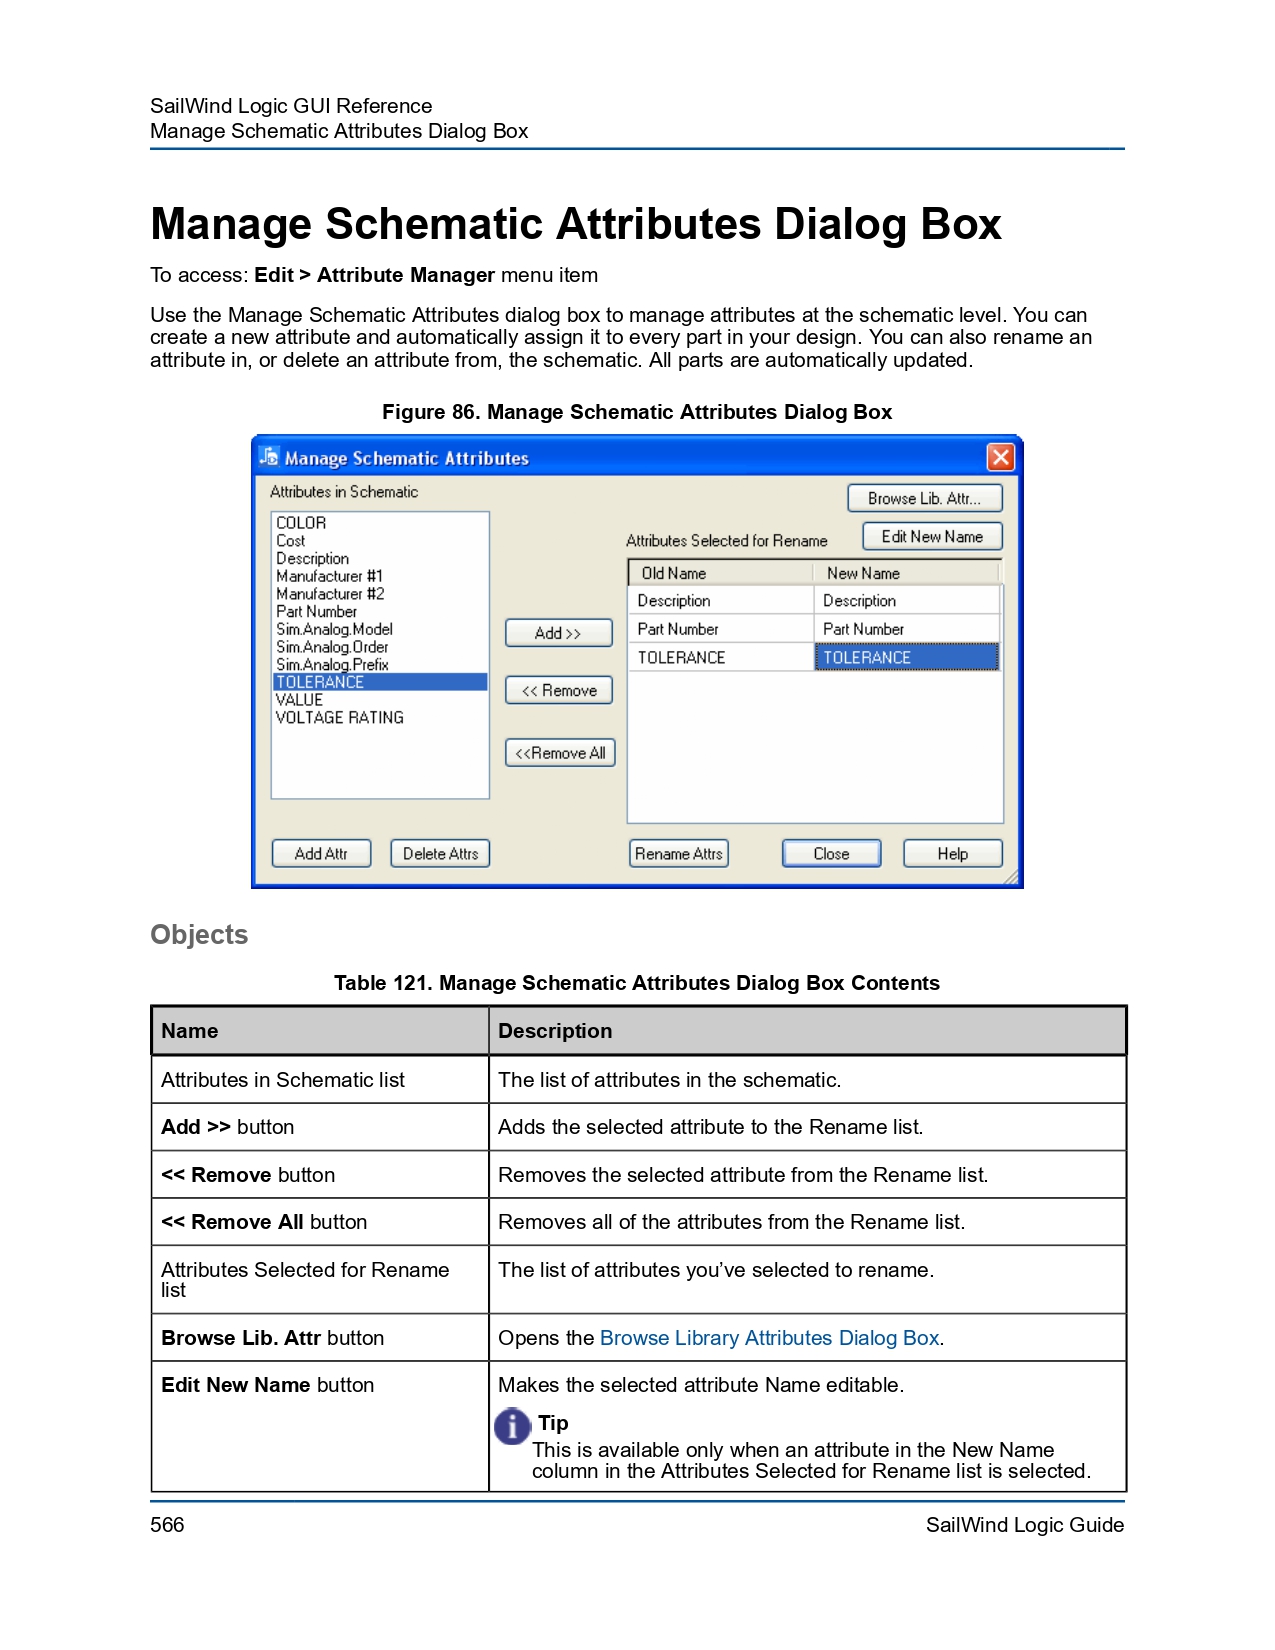 SailWind Logic GUI Reference
Manage Schematic Attributes Dialog Box
Manage Schematic Attributes Dialog Box
To access: Edit > Attribute Manager menu item
Use the Manage Schematic Attributes dialog box to manage attributes at the schematic level. You can
create a new attribute and automatically assign it to every part in your design. You can also rename an
attribute in, or delete an attribute from, the schematic. All parts are automatically updated.
Figure 86. Manage Schematic Attributes Dialog Box
Manage Schematic Attributes
Attributes in Schematic
COLOR
Cost
Description
Manufacturer #1
Manufacturer #2
Part Number
Sim.Analog.Model
Sim.Analog.Order
Sim.Analog.Prefix
TOLERANCE
VALUE
VOLTAGE RATING
Add >>
<< Remove
<<Remove All
Browse Lib. Attr...
Attributes Selected for Rename
Edit New Name
Old Name New Name
Description Description
Part Number Part Number
TOLERANCE TOLERANCE
Add Attr Delete Attrs Rename Attrs Close Help
Objects
Table 121. Manage Schematic Attributes Dialog Box Contents
Name Description
Attributes in Schematic list The list of attributes in the schematic.
Add >> button Adds the selected attribute to the Rename list.
<< Remove button Removes the selected attribute from the Rename list.
<< Remove All button Removes all of the attributes from the Rename list.
Attributes Selected for Rename The list of attributes you’ve selected to rename.
list
Browse Lib. Attr button Opens the Browse Library Attributes Dialog Box.
Edit New Name button Makes the selected attribute Name editable.
i Tip
This is available only when an attribute in the New Name
column in the Attributes Selected for Rename list is selected.
566 SailWind Logic Guide